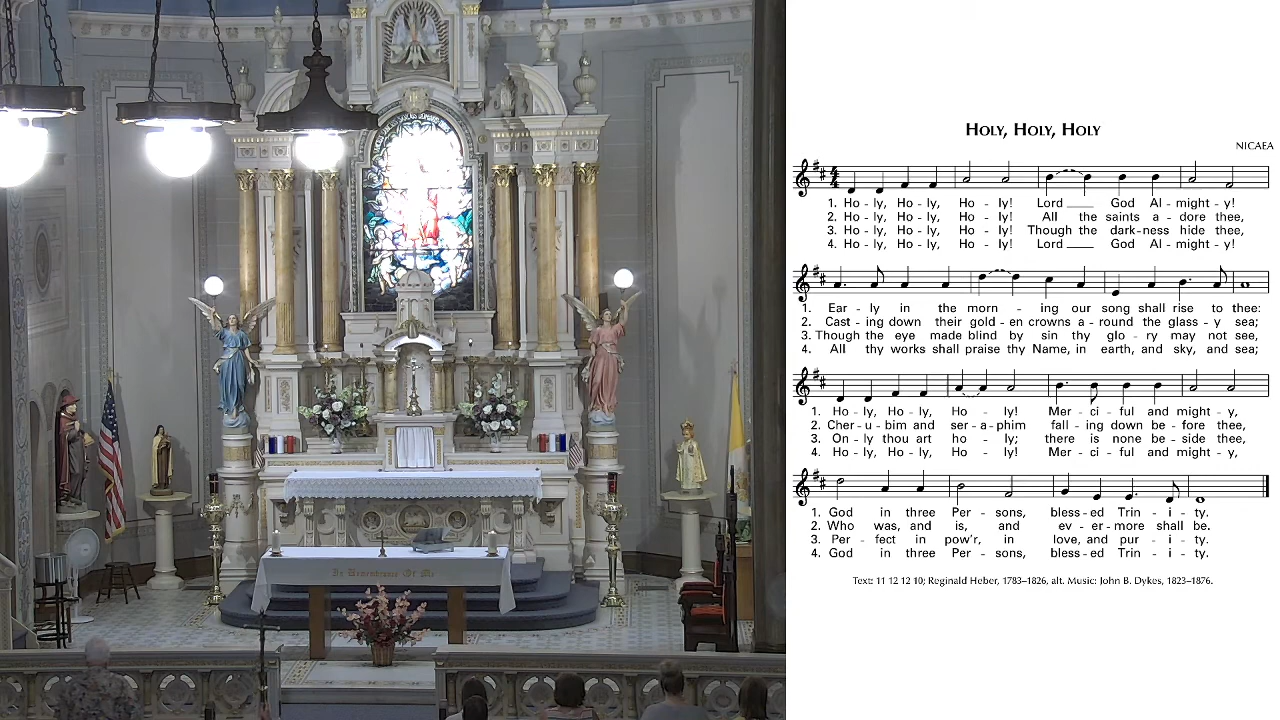 In Remembrance Of Me
HOLY, HOLY, HOLY
NICAEA
1. Ho - ly, Ho - ly, Ho - ly! Lord ___ God Al - might - y!
2. Ho - ly, Ho - ly, Ho - ly! All the saints a - dore thee,
3. Ho - ly, Ho - ly, Ho - ly! Though the dark - ness hide thee,
4. Ho - ly, Ho - ly, Ho - ly! Lord ___ God Al - might - y!
1. Ear - ly in the morn - ing our song shall rise to thee:
2. Cast - ing down their gold - en crowns a - round the glass - y sea;
3. Though the eye made blind by sin thy glo - ry may not see,
4. All thy works shall praise thy Name, in earth, and sky, and sea;
1. Ho - ly, Ho - ly, Ho - ly! Mer - ci - ful and might - y,
2. Cher - u - bim and ser - a - phim fall - ing down be - fore thee,
3. On - ly thou art ho - ly; there is none be - side thee,
4. Ho - ly, Ho - ly, Ho - ly! Mer - ci - ful and might - y,
1. God in three Per - sons, bless - ed Trin - i - ty.
2. Who was, and is, and ev - er - more shall be.
3. Per - fect in pow'r, in love, and pur - i - ty.
4. God in three Per - sons, bless - ed Trin - i - ty.
Text: 11 12 12 10; Reginald Heber, 1783–1826, alt. Music: John B. Dykes, 1823–1876.